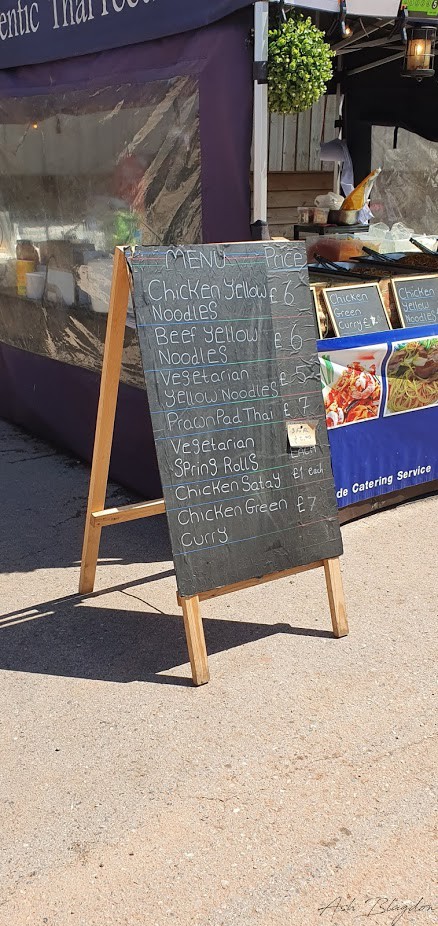 entic Thai Food
MENU Price
Chicken Yellow £6
Noodles
Beef Yellow £6
Noodles
Vegetarian £5
Yellow Noodles
Prawn Pad Thai £7
Vegetarian
Spring Rolls EACH
Chicken Satay £1 each
Chicken Green £7
Curry
Chicken
Green
Curry
Chicken
Yellow
Noodles
de Catering Service
Ash Blagdon